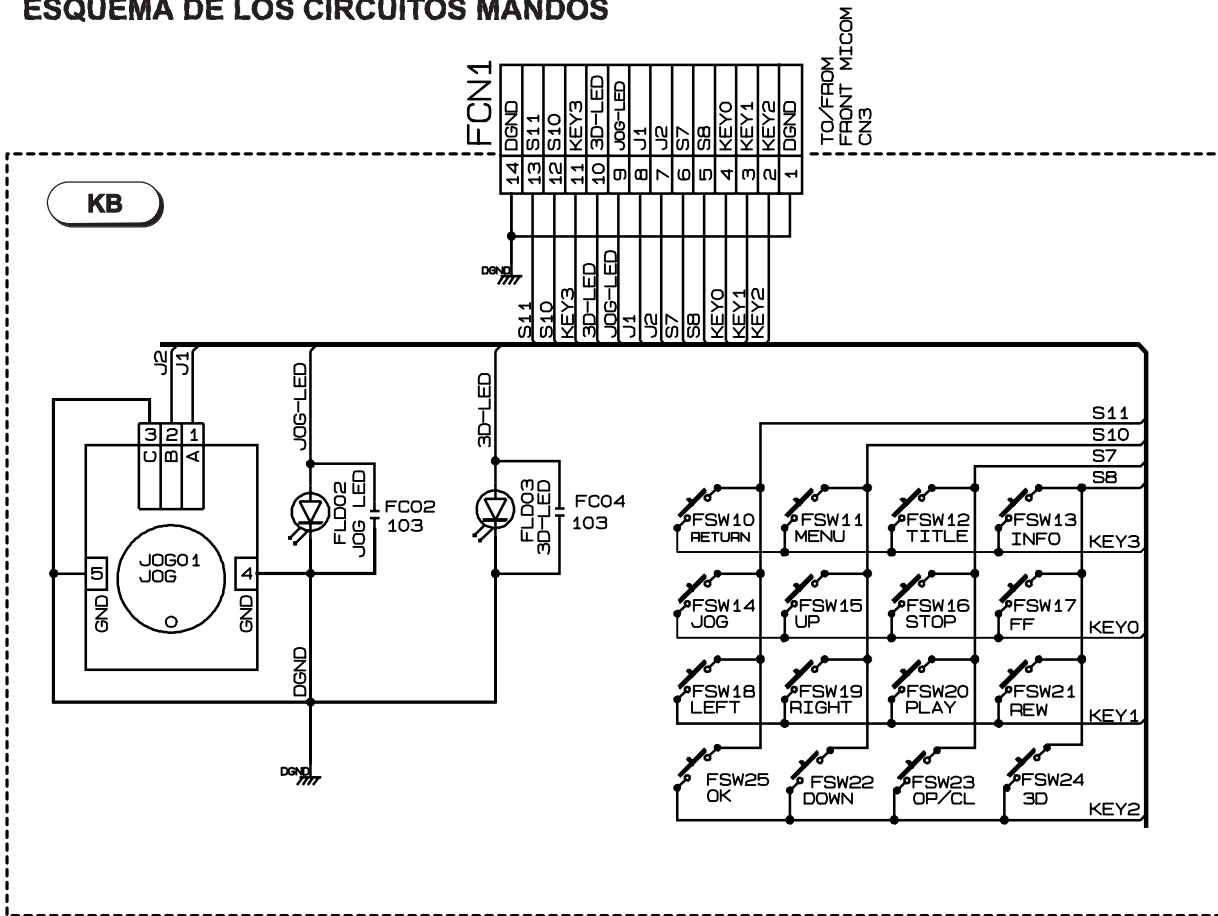 ESQUEMA DE LOS CIRCUITOS MANDOS
FCN1
14 DGND
13 S11
12 S10
11 KEY3
10 3D-LED
9 JOG-LED
8 J1
7 J2
6 S7
5 S8
4 KEY0
3 KEY1
2 KEY2
1 DGND
TO/FROM
FRONT MICOM
CN3
KB
DGND
S11
S10
KEY3
3D-LED
JOG-LED
J1
J2
S7
S8
KEY0
KEY1
KEY2
J2
J1
3 2 1
C B A
JOG01
JOG
5
GND
4
GND
JOG-LED
FLD02
JOG LED
FC02
103
DGND
DGND
3D-LED
FLD03
3D-LED
FC04
103
S11
S10
S7
S8
FSW10
RETURN
FSW11
MENU
FSW12
TITLE
FSW13
INFO
KEY3
FSW14
JOG
FSW15
UP
FSW16
STOP
FSW17
FF
KEY0
FSW18
LEFT
FSW19
RIGHT
FSW20
PLAY
FSW21
REW
KEY1
FSW25
OK
FSW22
DOWN
FSW23
OP/CL
FSW24
3D
KEY2